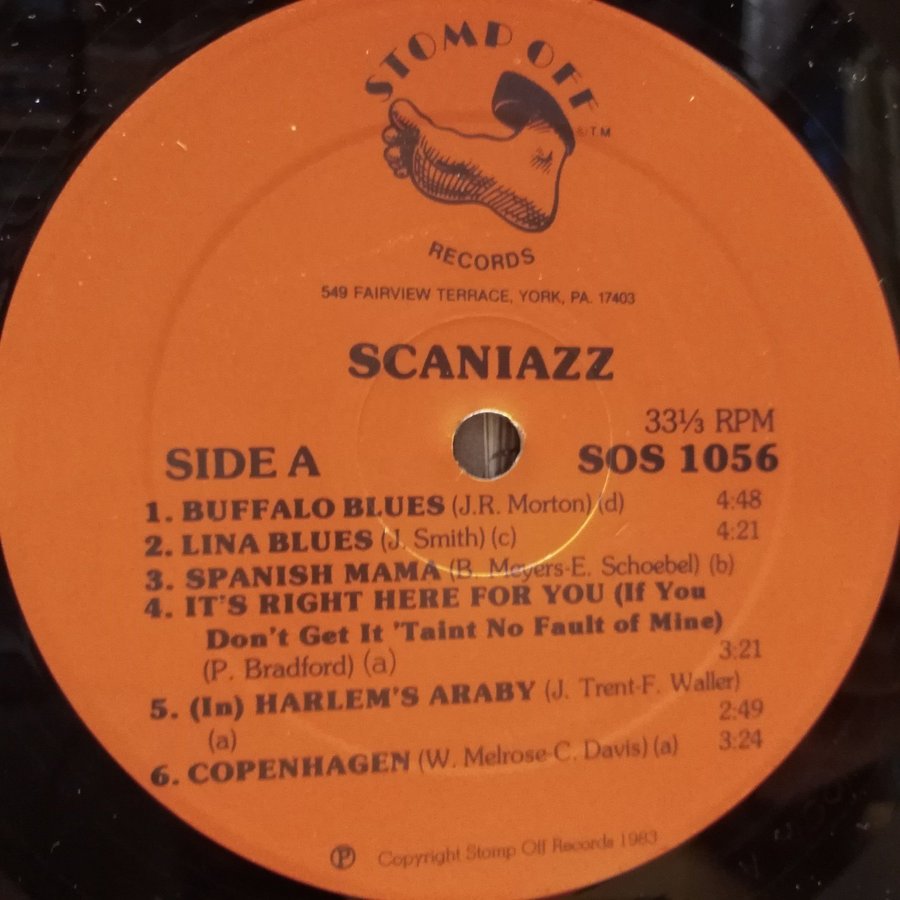 STOMP OFF
®T.M
RECORDS
549 FAIRVIEW TERRACE, YORK, PA. 17403
SCANIAZZ
33⅓ RPM
SIDE A SOS 1056
1. BUFFALO BLUES (J.R. Morton) (d) 4:48
2. LINA BLUES (J. Smith) (c) 4:21
3. SPANISH MAMA (B. Meyers-E. Schoebel) (b)
4. IT'S RIGHT HERE FOR YOU (If You
Don't Get It 'Taint No Fault of Mine)
(P. Bradford) (a) 3:21
5. (In) HARLEM'S ARABY (J. Trent-F. Waller)
(a) 2:49
6. COPENHAGEN (W. Melrose-C. Davis) (a) 3:24
Ⓟ Copyright Stomp Off Records 1983